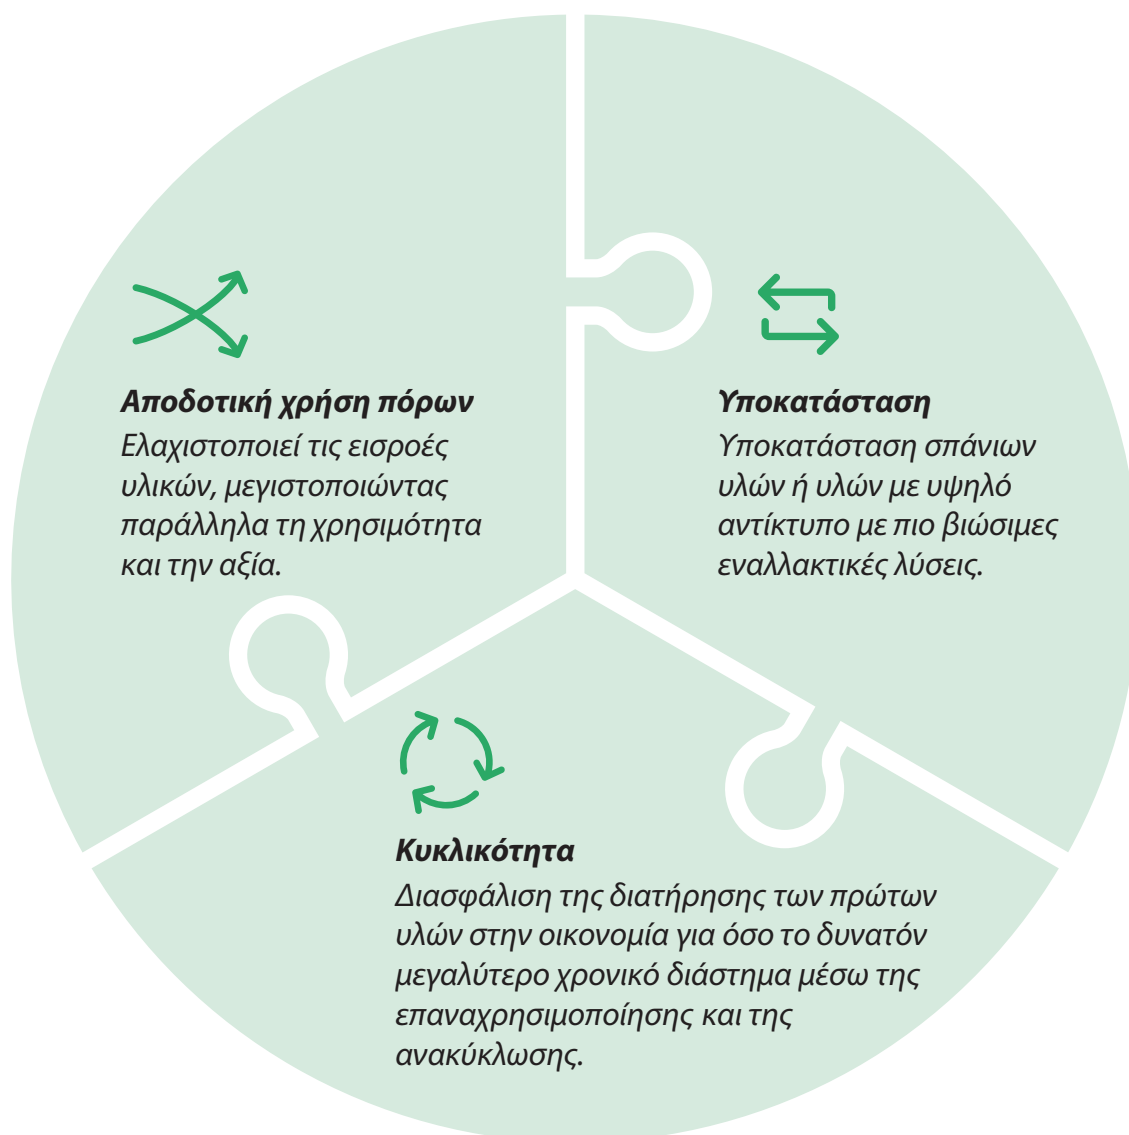 Αποδοτική χρήση πόρων
Ελαχιστοποιεί τις εισροές
υλικών, μεγιστοποιώντας
παράλληλα τη χρησιμότητα
και την αξία.
Υποκατάσταση
Υποκατάσταση σπάνιων
υλών ή υλών με υψηλό
αντίκτυπο με πιο βιώσιμες
εναλλακτικές λύσεις.
Κυκλικότητα
Διασφάλιση της διατήρησης των πρώτων
υλών στην οικονομία για όσο το δυνατόν
μεγαλύτερο χρονικό διάστημα μέσω της
επαναχρησιμοποίησης και της
ανακύκλωσης.